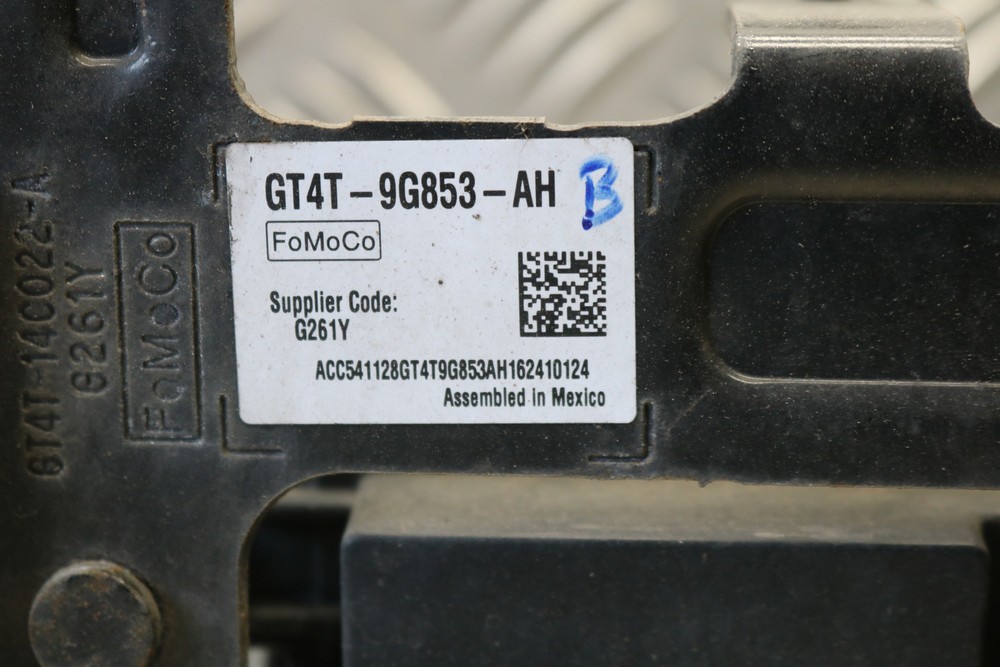 GT4T-9G853-AH B
FoMoCo
Supplier Code:
G261Y
ACC541128GT4T9G853AH162410124
Assembled in Mexico
GT4T-14C022-A
G261Y
FoMoCo